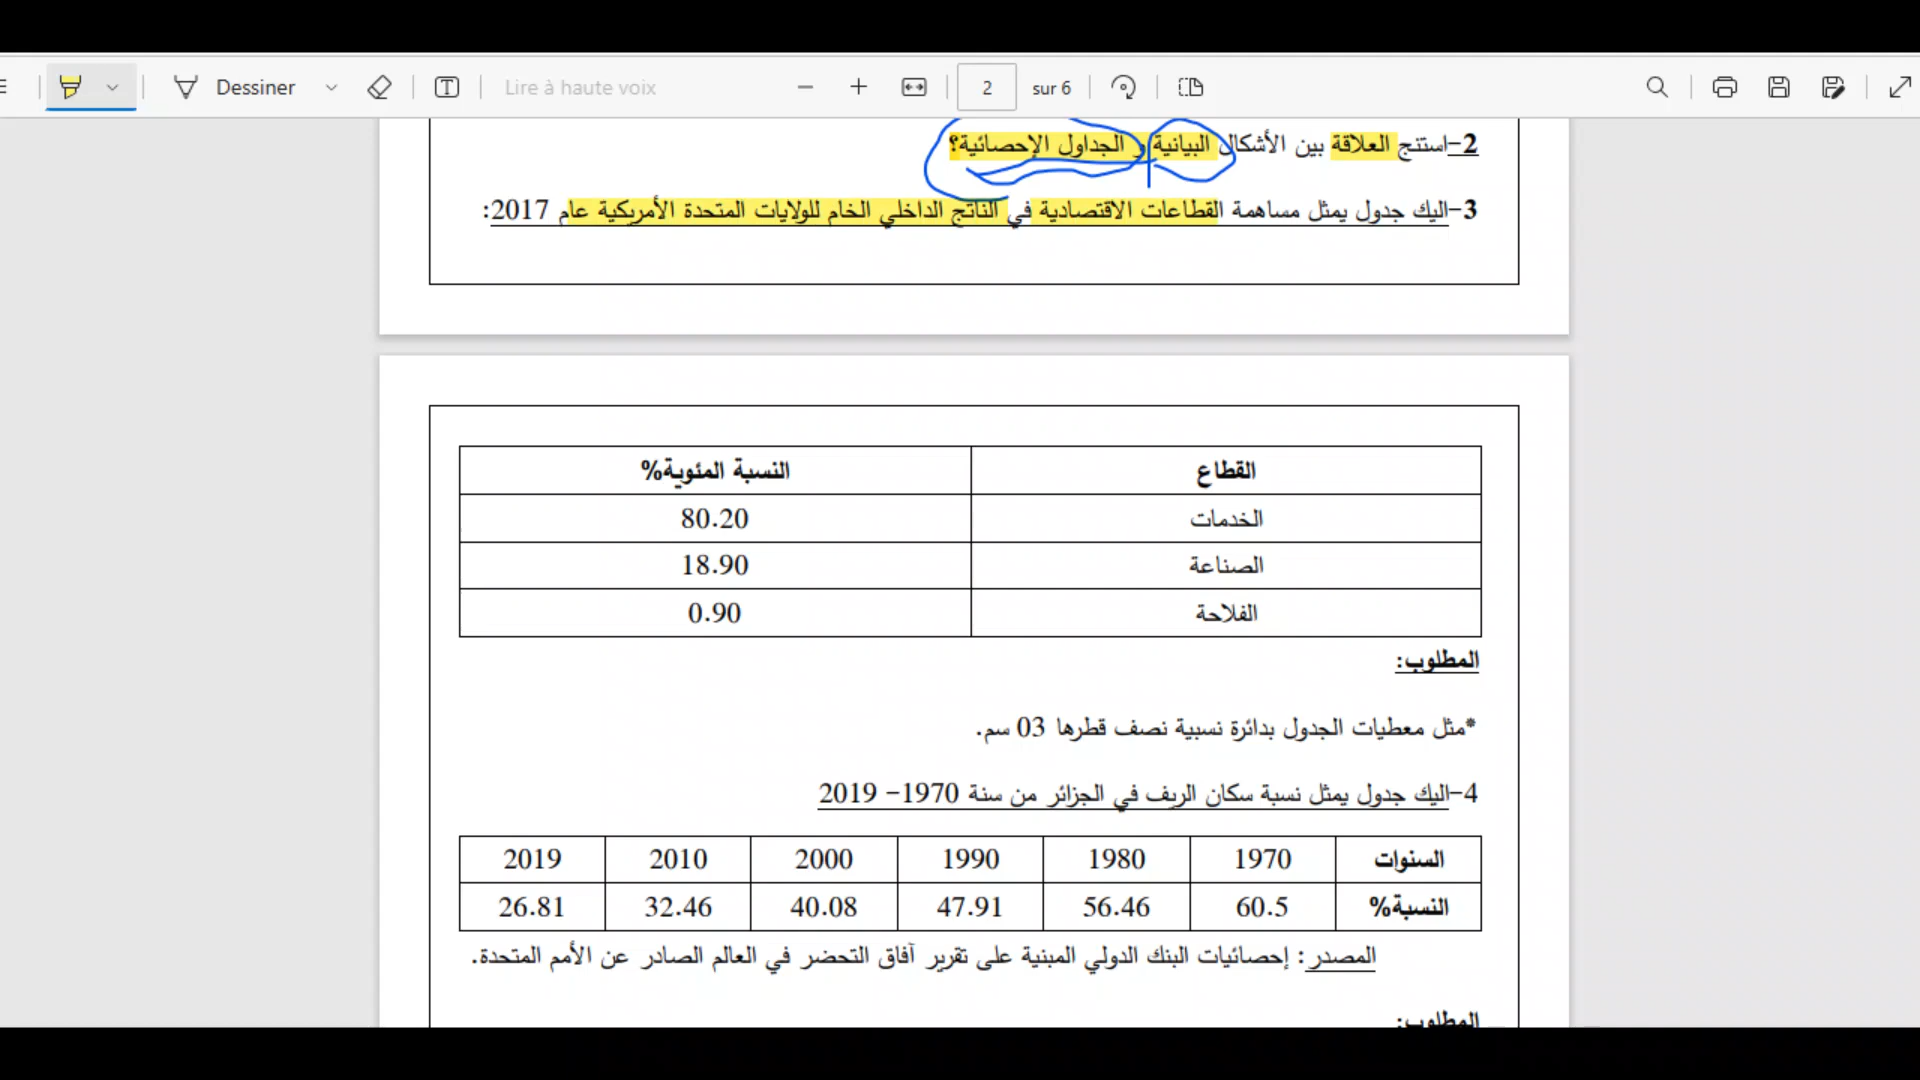 Dessiner
Lire à haute voix
2 sur 6
2-استنتج العلاقة بين الأشكال البيانية و الجداول الإحصائية؟
3-اليك جدول يمثل مساهمة القطاعات الاقتصادية في الناتج الداخلي الخام للولايات المتحدة الأمريكية عام 2017:
القطاع النسبة المئوية%
الخدمات 80.20
الصناعة 18.90
الفلاحة 0.90
المطلوب:
*مثل معطيات الجدول بدائرة نسبية نصف قطرها 03 سم.
4-اليك جدول يمثل نسبة سكان الريف في الجزائر من سنة 1970- 2019
السنوات 1970 1980 1990 2000 2010 2019
النسبة% 60.5 56.46 47.91 40.08 32.46 26.81
المصدر: إحصائيات البنك الدولي المبنية على تقرير آفاق التحضر في العالم الصادر عن الأمم المتحدة.
المطلوب: